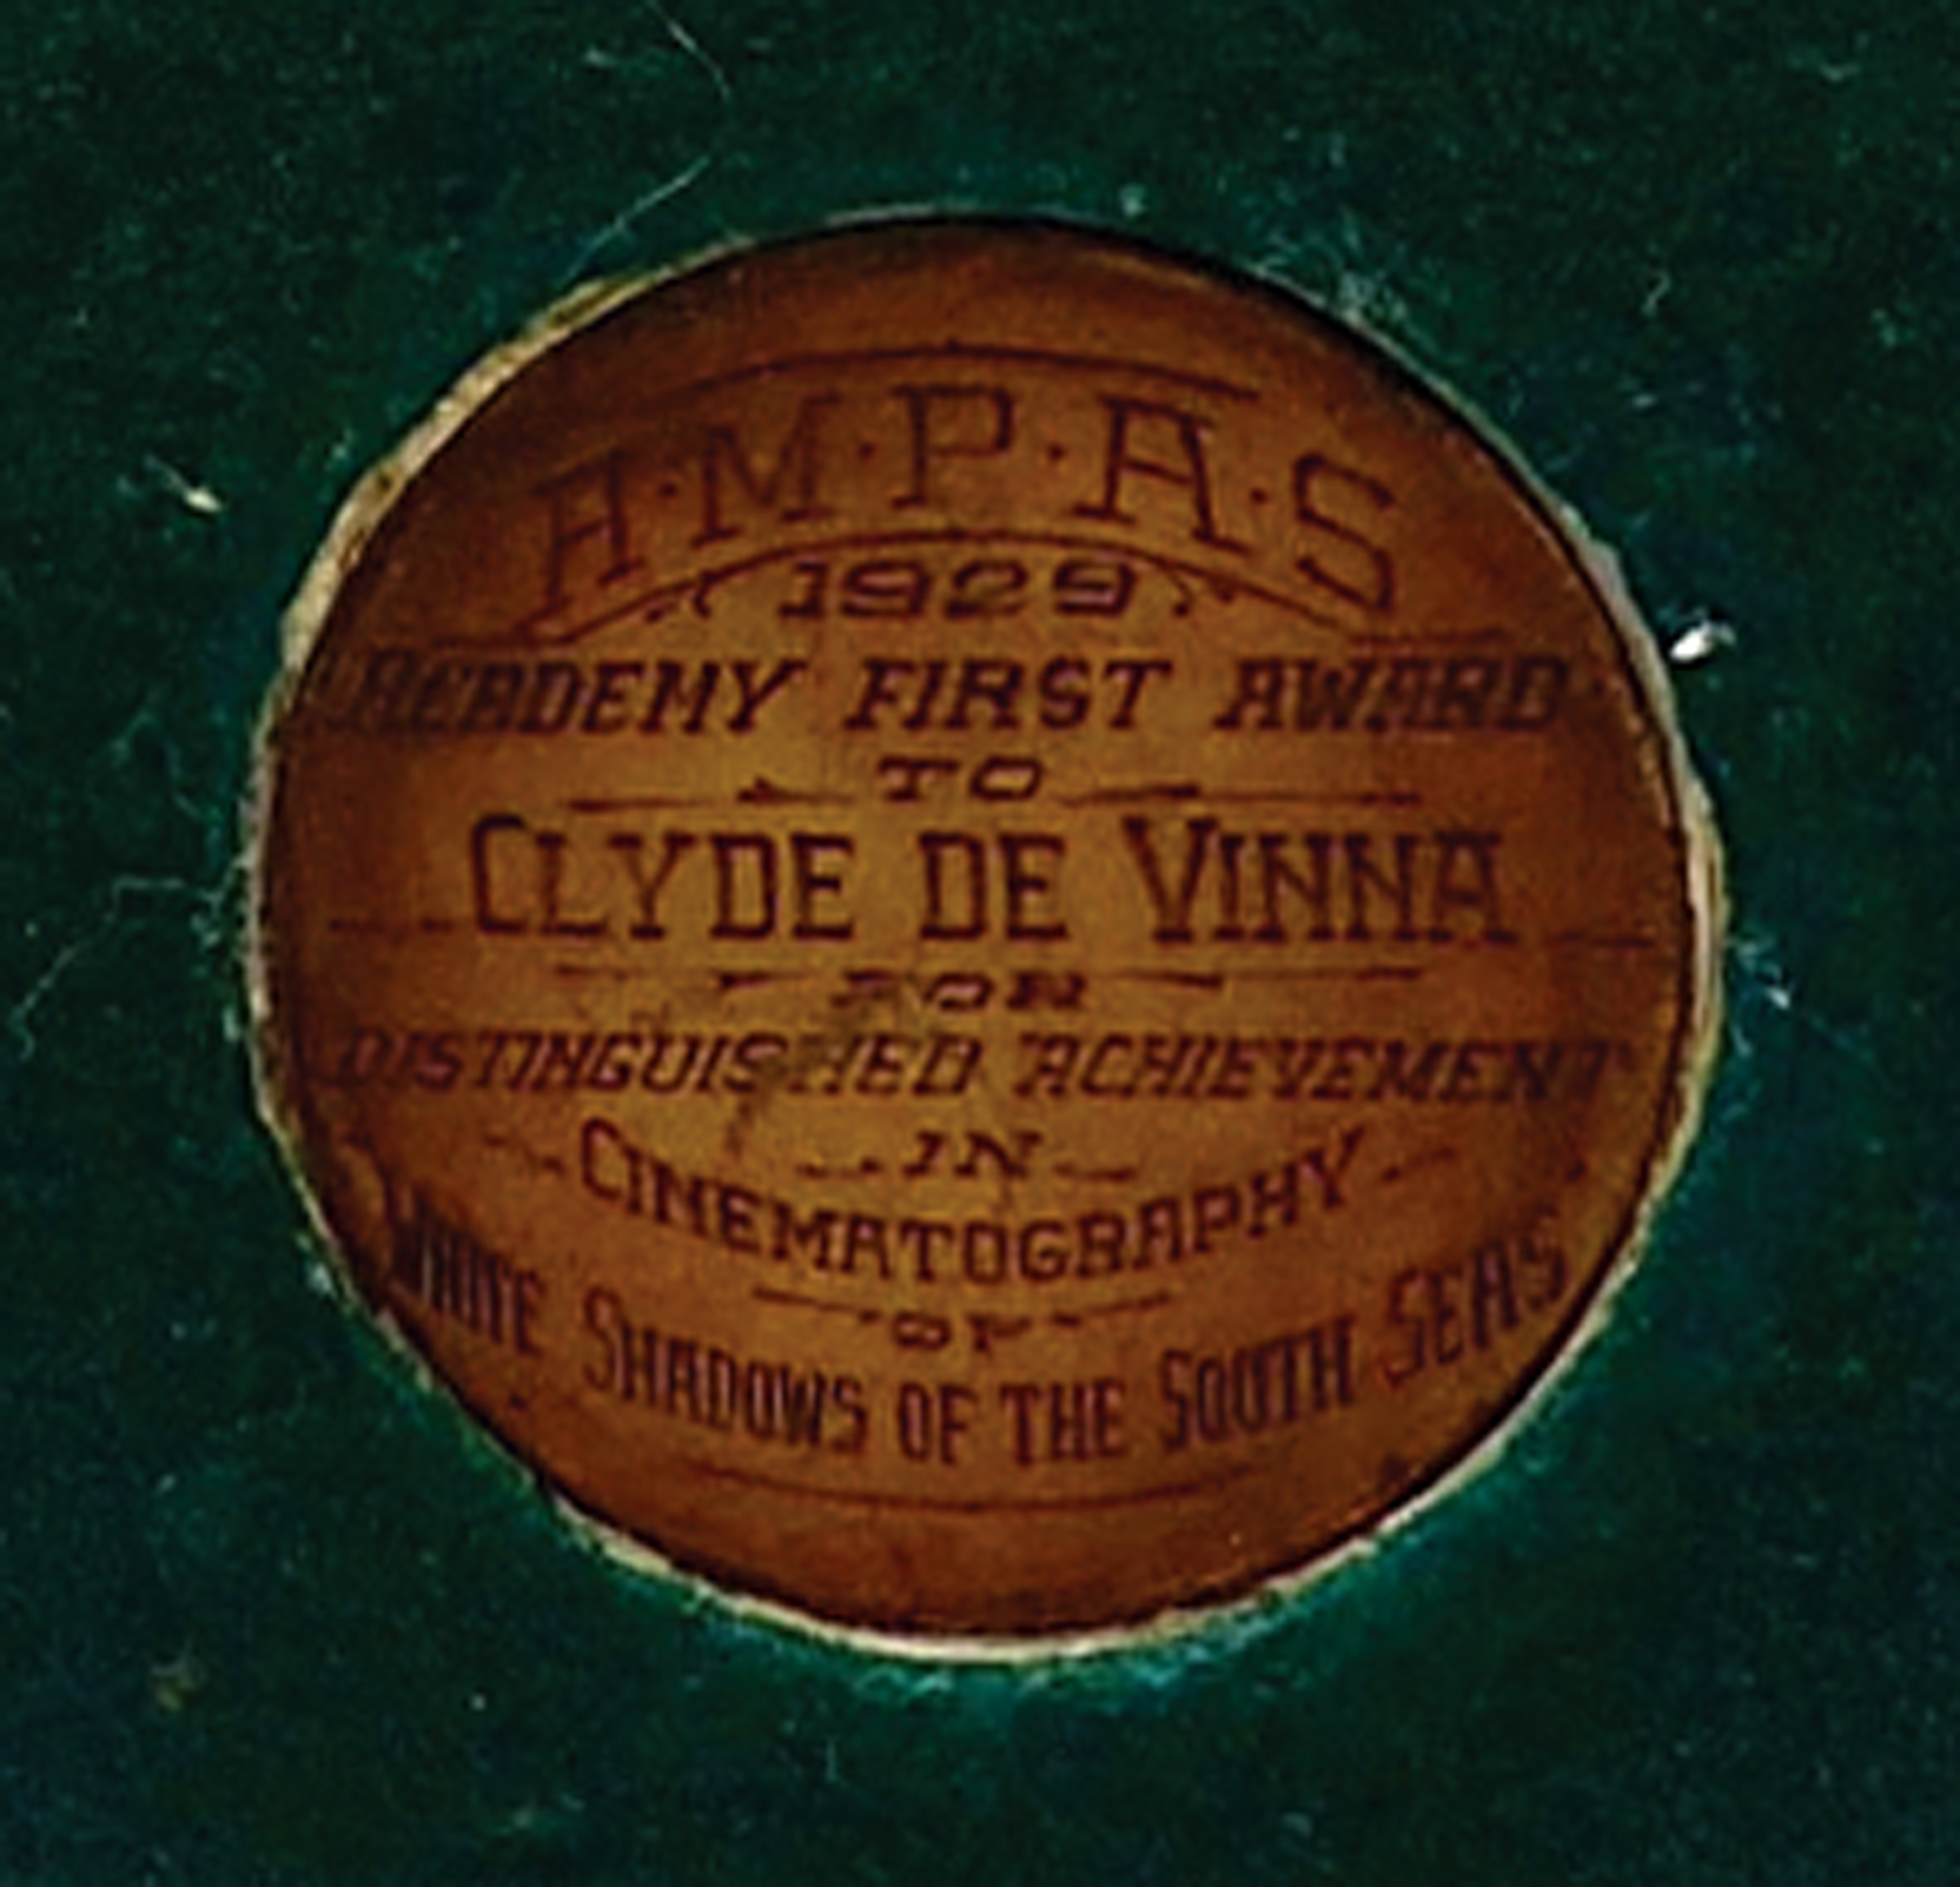 A·M·P·A·S
1929
ACADEMY FIRST AWARD
TO
CLYDE DE VINNA
FOR
DISTINGUISHED ACHIEVEMENT
IN
CINEMATOGRAPHY
OF
WHITE SHADOWS OF THE SOUTH SEAS